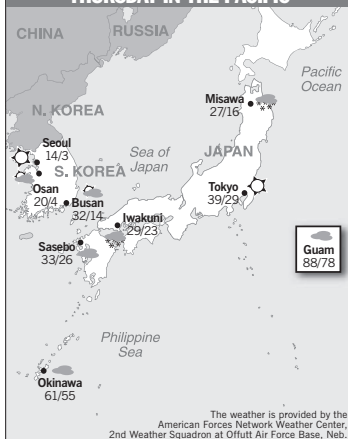 THURSDAY IN THE PACIFIC
CHINA
RUSSIA
Pacific
Ocean
Misawa
27/16
N. KOREA
Seoul
14/3
S. KOREA
Sea of
Japan
JAPAN
Osan
20/4
Busan
32/14
Tokyo
39/29
Iwakuni
29/23
Sasebo
33/26
Guam
88/78
Philippine
Sea
Okinawa
61/55
The weather is provided by the
American Forces Network Weather Center,
2nd Weather Squadron at Offutt Air Force Base, Neb.